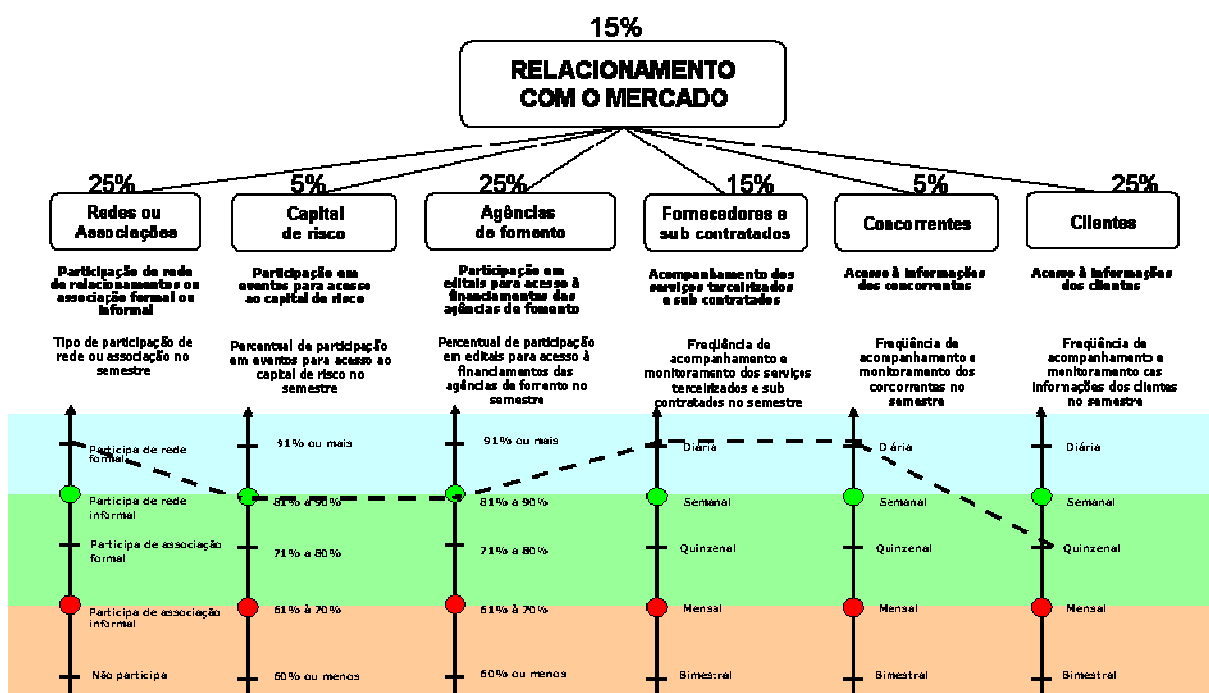 15%
RELACIONAMENTO
COM O MERCADO
25%
Redes ou
Associações
Participação de rede
de relacionamentos ou
associação formal ou
informal
Tipo de participação de
rede ou associação no
semestre
Participa de rede
formal
Participa de rede
informal
Participa de associação
formal
Participa de associação
informal
Não participa
5%
Capital
de risco
Participação em
eventos para acesso
ao capital de risco
Percentual de participação
em eventos para acesso ao
capital de risco no
semestre
91% ou mais
81% a 90%
71% a 80%
61% à 70%
60% ou menos
25%
Agências
de fomento
Participação em
editais para acesso à
financiamentos das
agências de fomento
Percentual de participação
em editais para acesso à
financiamentos das
agências de fomento no
semestre
91% ou mais
81% a 90%
71% a 80%
61% à 70%
60% ou menos
15%
Fornecedores e
sub contratados
Acompanhamento dos
serviços terceirizados
e sub contratados
Freqüência de
acompanhamento e
monitoramento dos serviços
terceirizados e sub
contratados no semestre
Diária
Semanal
Quinzenal
Mensal
Bimestral
5%
Concorrentes
Acesso à informações
dos concorrentes
Freqüência de
acompanhamento e
monitoramento dos
corcorrentes no
semestre
Diária
Semanal
Quinzenal
Mensal
Bimestral
25%
Clientes
Acesso à informações
dos clientes
Freqüência de
acompanhamento e
monitoramento cas
informações dos clientes
no semestre
Diária
Semanal
Quinzenal
Mensal
Bimestral